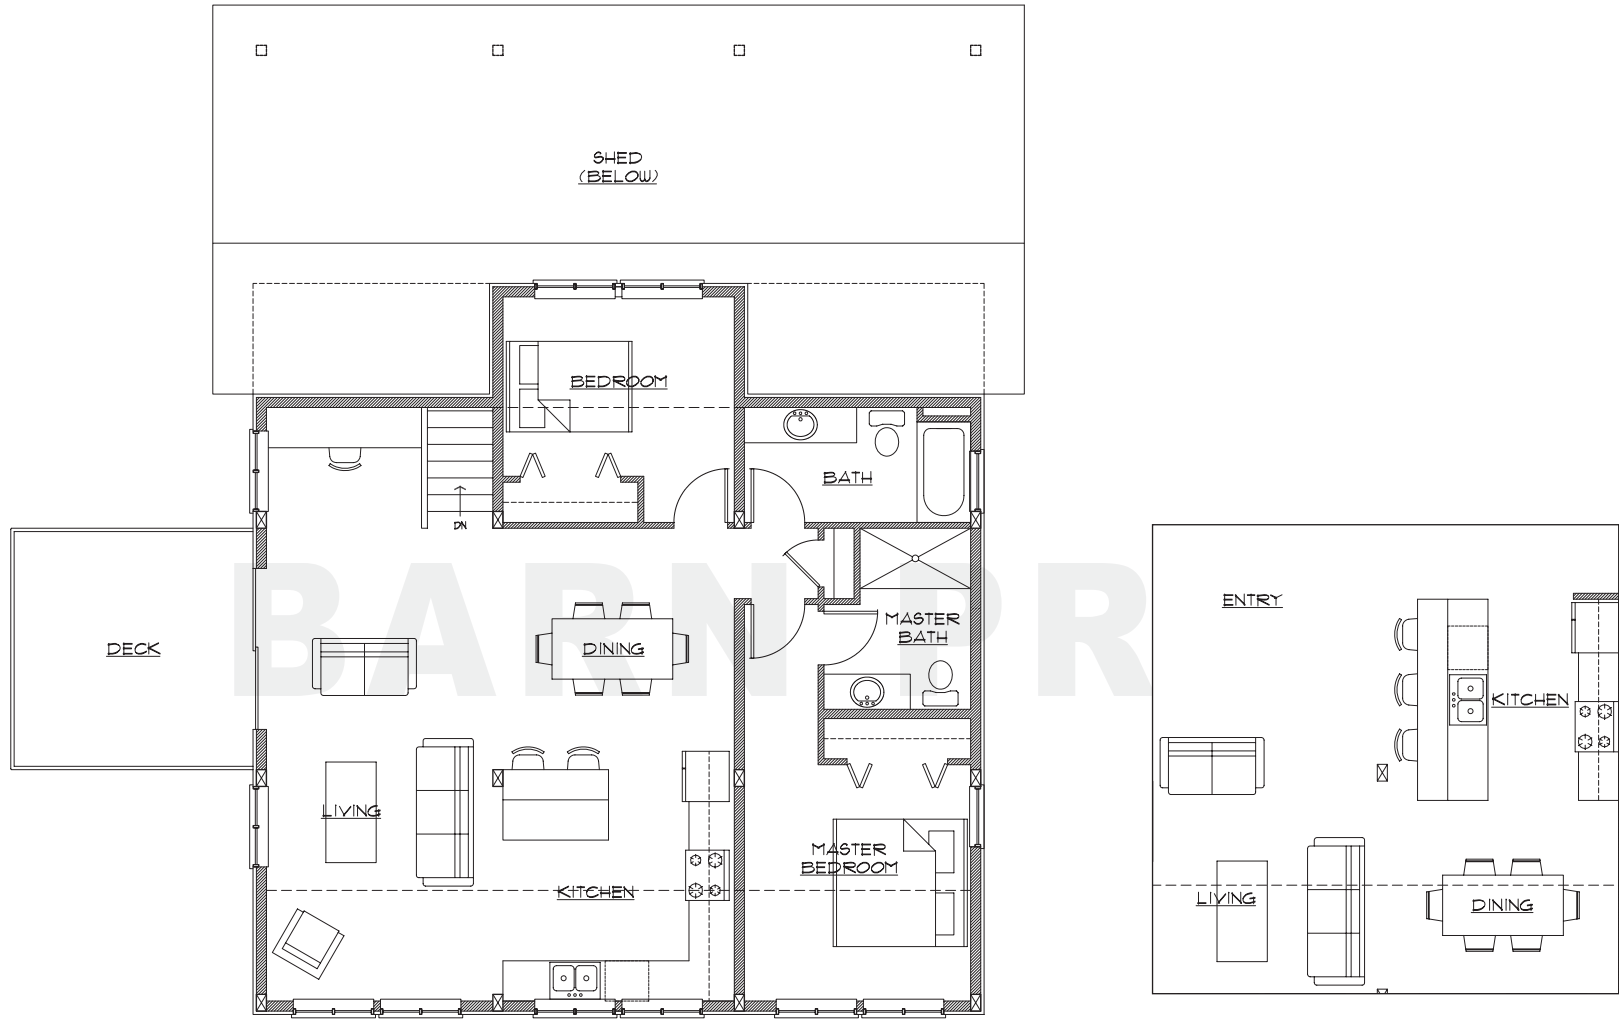 SHED
(BELOW)
BEDROOM
BATH
DN
DECK
DINING
MASTER
BATH
LIVING
KITCHEN
MASTER
BEDROOM
BARN PR
ENTRY
KITCHEN
LIVING
DINING